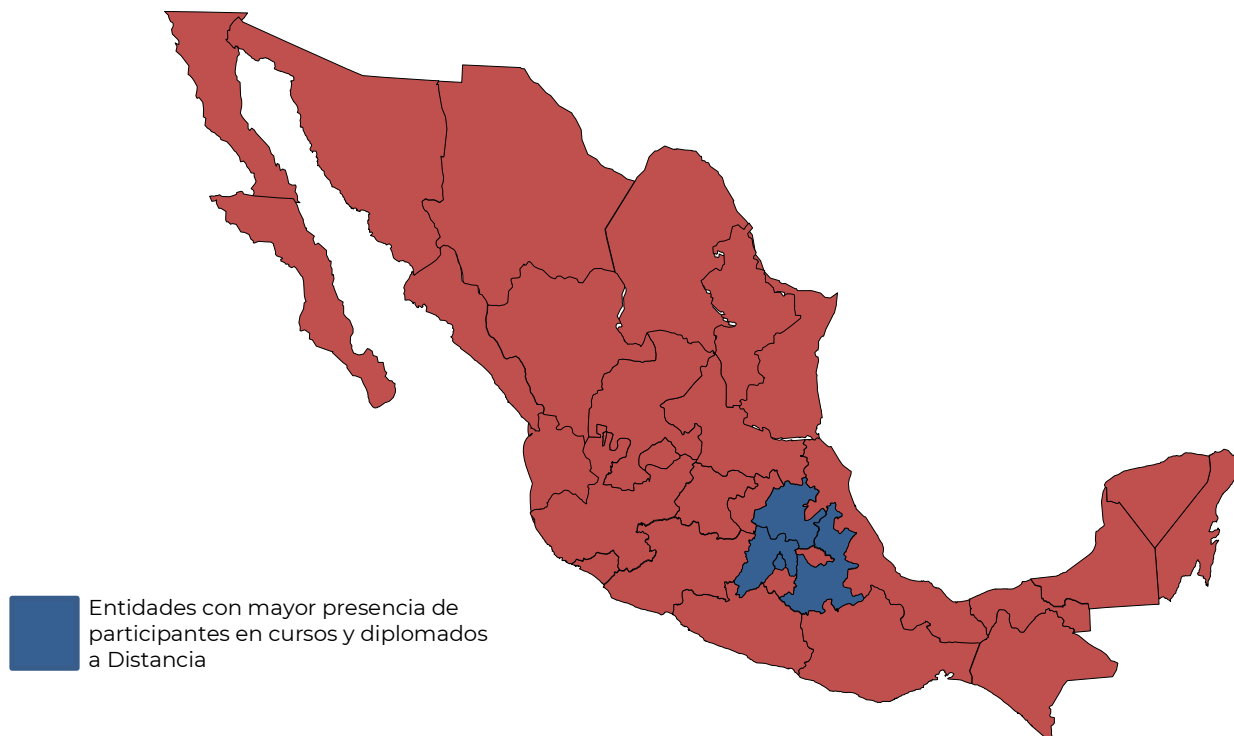 Entidades con mayor presencia de
participantes en cursos y diplomados
a Distancia